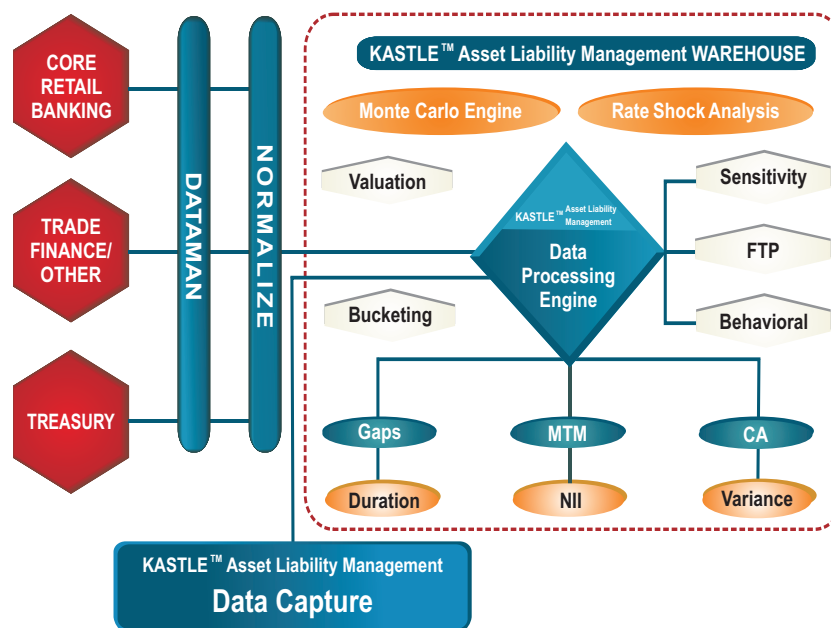 CORE
RETAIL
BANKING
TRADE
FINANCE/
OTHER
TREASURY
DATAMAN
NORMALIZE
KASTLE™ Asset Liability Management WAREHOUSE
Monte Carlo Engine
Rate Shock Analysis
Valuation
Bucketing
KASTLE™ Asset Liability
Management
Data
Processing
Engine
Sensitivity
FTP
Behavioral
Gaps
MTM
CA
Duration
NII
Variance
KASTLE™ Asset Liability Management
Data Capture